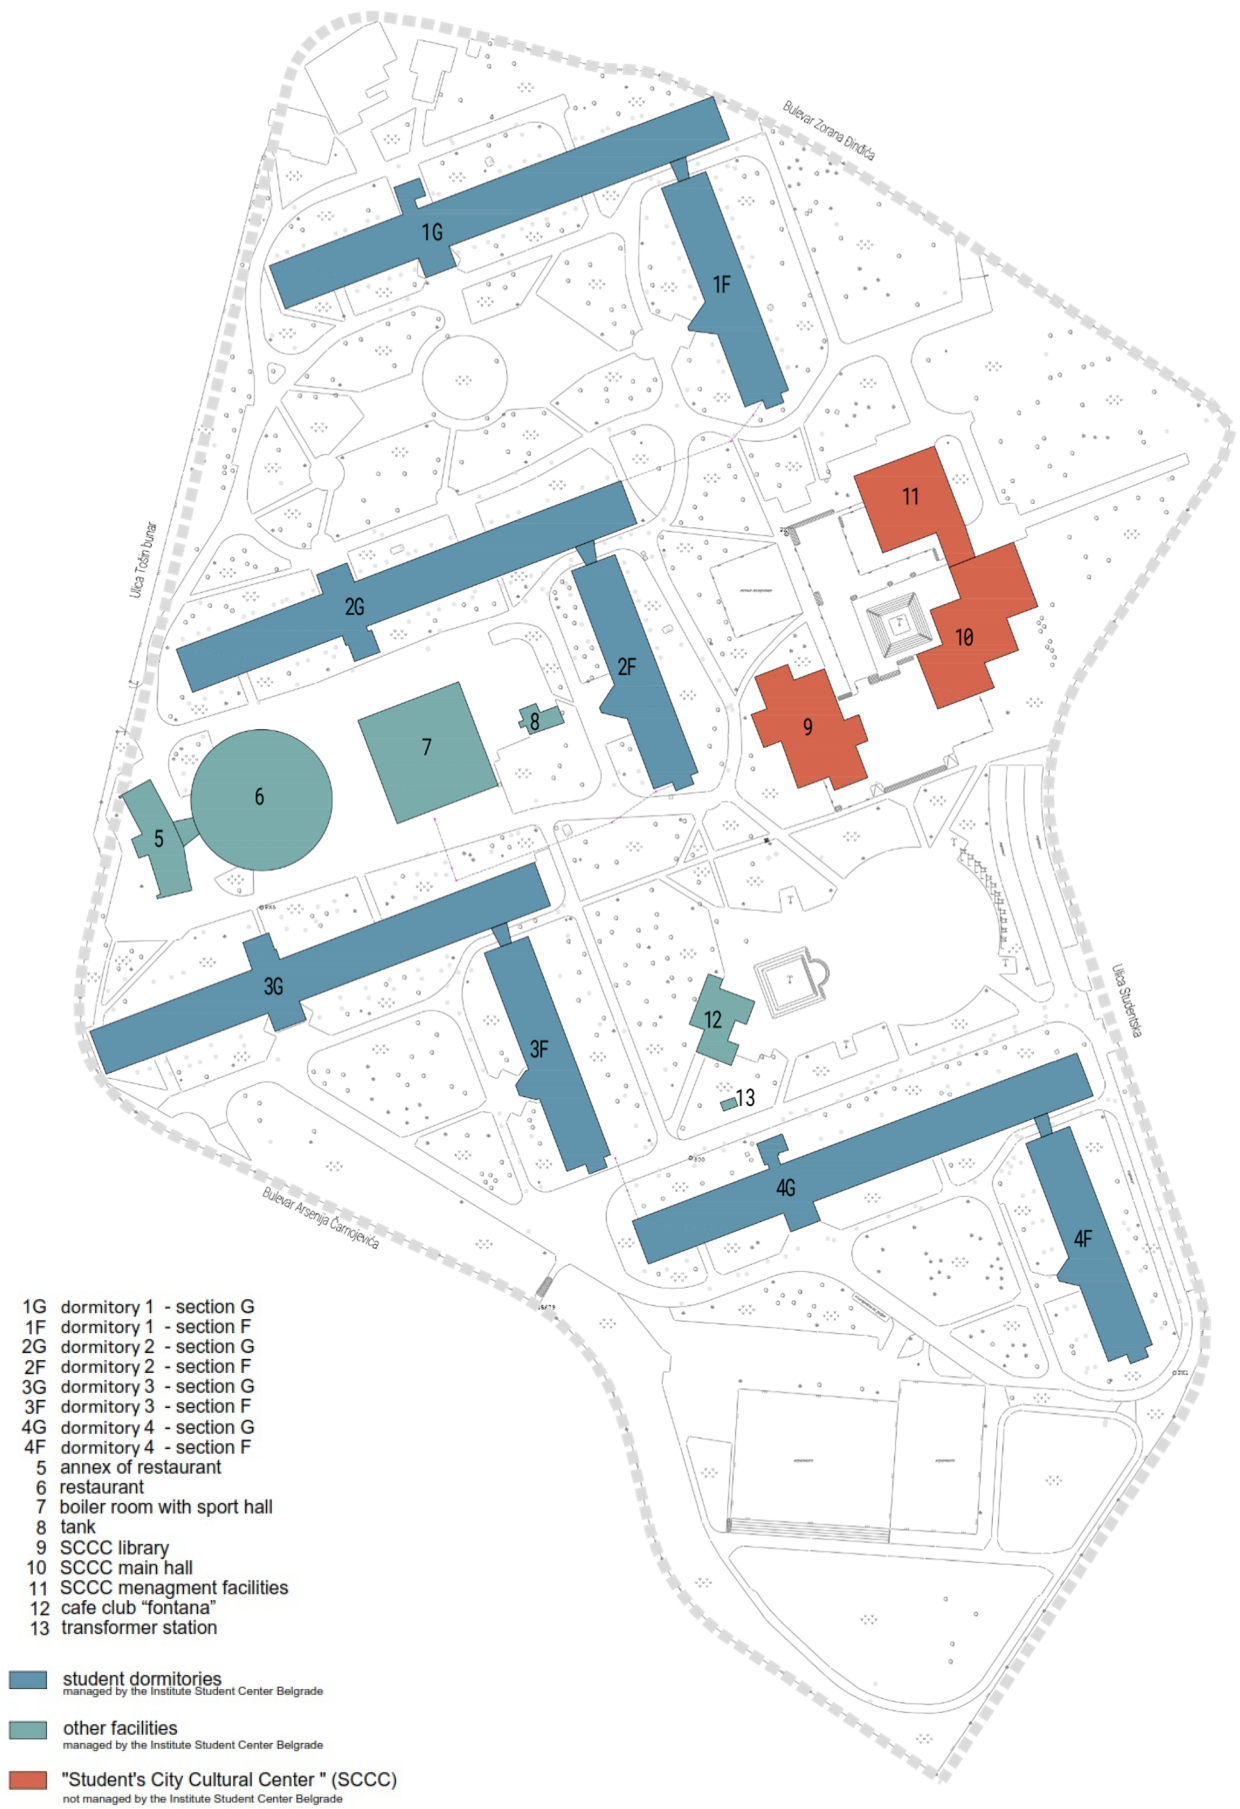 Bulevar Zorana Đinđića
1G
1F
11
Ulica Tošin bunar
2G
10
2F
9
8
7
6
5
3G
12
Ulica Studentska
3F
13
4G
Bulevar Arsenija Čarnojevića
4F
1G dormitory 1 - section G
1F dormitory 1 - section F
2G dormitory 2 - section G
2F dormitory 2 - section F
3G dormitory 3 - section G
3F dormitory 3 - section F
4G dormitory 4 - section G
4F dormitory 4 - section F
5 annex of restaurant
6 restaurant
7 boiler room with sport hall
8 tank
9 SCCC library
10 SCCC main hall
11 SCCC menagment facilities
12 cafe club “fontana”
13 transformer station
student dormitories
managed by the Institute Student Center Belgrade
other facilities
managed by the Institute Student Center Belgrade
"Student's City Cultural Center " (SCCC)
not managed by the Institute Student Center Belgrade